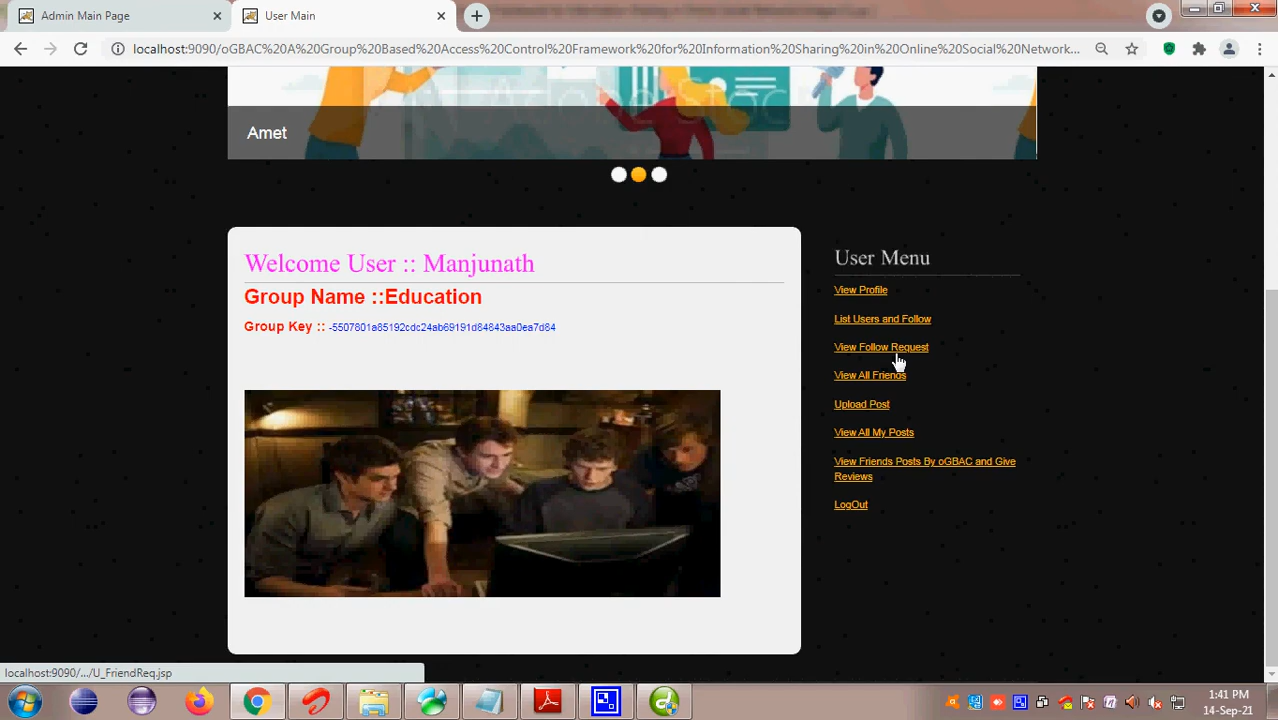 Admin Main Page
User Main
localhost:9090/oGBAC%20A%20Group%20Based%20Access%20Control%20Framework%20for%20Information%20Sharing%20in%20Online%20Social%20Network...
Amet
Welcome User :: Manjunath
Group Name ::Education
Group Key :: -5507801a85192cdc24ab69191d84843aa0ea7d84
User Menu
View Profile
List Users and Follow
View Follow Request
View All Friends
Upload Post
View All My Posts
View Friends Posts By oGBAC and Give
Reviews
LogOut
localhost:9090/.../U_FriendReq.jsp
1:41 PM
14-Sep-21